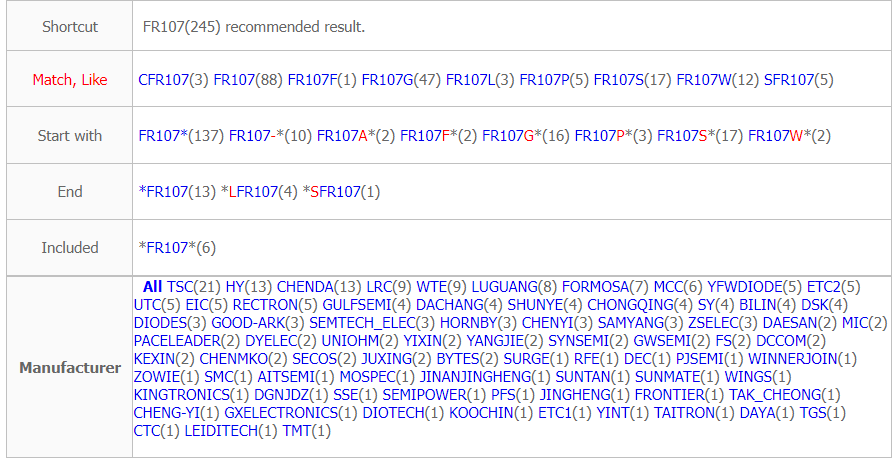 Shortcut FR107(245) recommended result.
Match, Like CFR107(3) FR107(88) FR107F(1) FR107G(47) FR107L(3) FR107P(5) FR107S(17) FR107W(12) SFR107(5)
Start with FR107*(137) FR107-*(10) FR107A*(2) FR107F*(2) FR107G*(16) FR107P*(3) FR107S*(17) FR107W*(2)
End *FR107(13) *LFR107(4) *SFR107(1)
Included *FR107*(6)
Manufacturer
All TSC(21) HY(13) CHENDA(13) LRC(9) WTE(9) LUGUANG(8) FORMOSA(7) MCC(6) YFWDIODE(5) ETC2(5)
UTC(5) EIC(5) RECTRON(5) GULFSEMI(4) DACHANG(4) SHUNYE(4) CHONGQING(4) SY(4) BILIN(4) DSK(4)
DIODES(3) GOOD-ARK(3) SEMTECH_ELEC(3) HORNBY(3) CHENYI(3) SAMYANG(3) ZSELEC(3) DAESAN(2) MIC(2)
PACELEADER(2) DYELEC(2) UNIOHM(2) YIXIN(2) YANGJIE(2) SYNSEMI(2) GWSEMI(2) FS(2) DCCOM(2)
KEXIN(2) CHENMKO(2) SECOS(2) JUXING(2) BYTES(2) SURGE(1) RFE(1) DEC(1) PJSEMI(1) WINNERJOIN(1)
ZOWIE(1) SMC(1) AITSEMI(1) MOSPEC(1) JINANJINGHENG(1) SUNTAN(1) SUNMATE(1) WINGS(1)
KINGTRONICS(1) DGNJDZ(1) SSE(1) SEMIPOWER(1) PFS(1) JINGHENG(1) FRONTIER(1) TAK_CHEONG(1)
CHENG-YI(1) GXELECTRONICS(1) DIOTECH(1) KOOCHIN(1) ETC1(1) YINT(1) TAITRON(1) DAYA(1) TGS(1)
CTC(1) LEIDITECH(1) TMT(1)